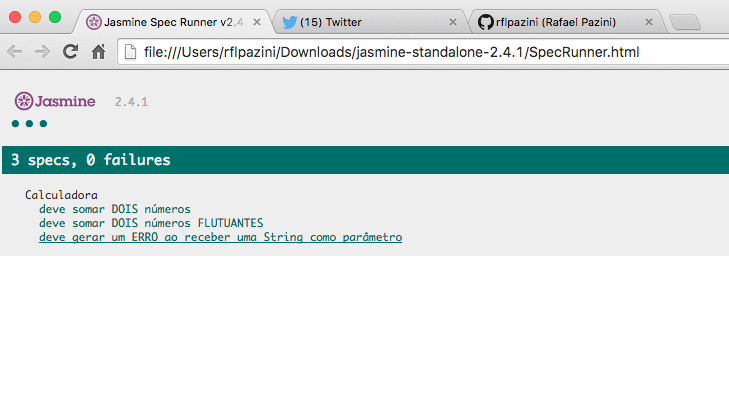 Jasmine Spec Runner v2.4.
(15) Twitter
rflpazini (Rafael Pazini)
file:///Users/rflpazini/Downloads/jasmine-standalone-2.4.1/SpecRunner.html
Jasmine 2.4.1
3 specs, 0 failures
Calculadora
deve somar DOIS números
deve somar DOIS números FLUTUANTES
deve gerar um ERRO ao receber uma String como parâmetro